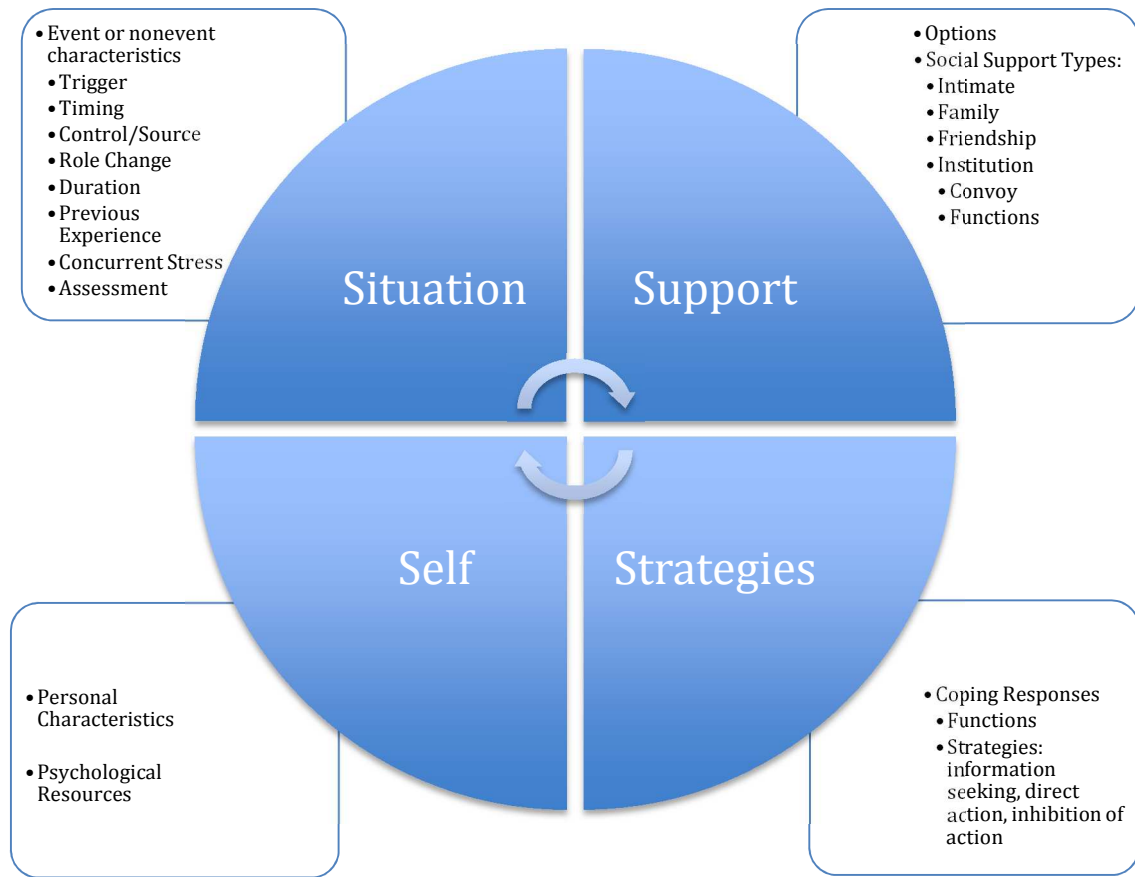 • Event or nonevent
characteristics
• Trigger
• Timing
• Control/Source
• Role Change
• Duration
• Previous
Experience
• Concurrent Stress
• Assessment
Situation
• Options
• Social Support Types:
• Intimate
• Family
• Friendship
• Institution
• Convoy
• Functions
Support
Self
• Personal
Characteristics
• Psychological
Resources
Strategies
• Coping Responses
• Functions
• Strategies:
information
seeking, direct
action, inhibition of
action